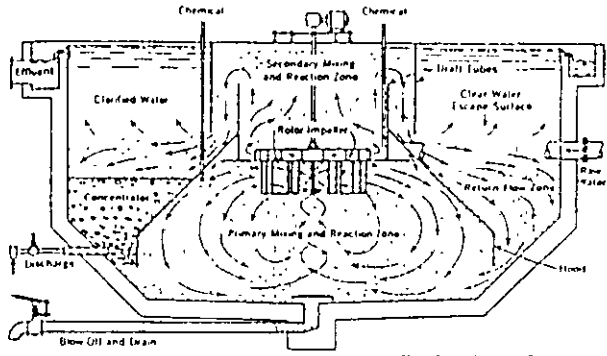 Chemical
Chemical
Effluent
Secondary Mixing
and Reaction Zone
Draft Tubes
Clarified Water
Clear Water
Escape Surface
Rotor Impeller
Concentrator
Return Flow Zone
Raw
Water
Primary Mixing and Reaction Zone
Discharge
Hood
Blow Off and Drain